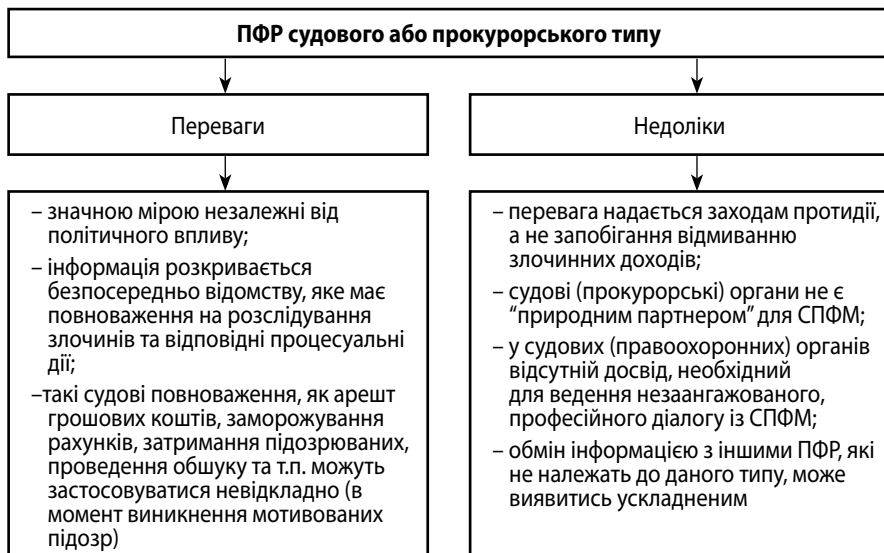 ПФР судового або прокурорського типу
Переваги
– значною мірою незалежні від
політичного впливу;
– інформація розкривається
безпосередньо відомству, яке має
повноваження на розслідування
злочинів та відповідні процесуальні
дії;
–такі судові повноваження, як арешт
грошових коштів, заморожування
рахунків, затримання підозрюваних,
проведення обшуку та т.п. можуть
застосовуватися невідкладно (в
момент виникнення мотивованих
підозр)
Недоліки
– перевага надається заходам протидії,
а не запобігання відмиванню
злочинних доходів;
– судові (прокурорські) органи не є
“природним партнером” для СПФМ;
– у судових (правоохоронних) органів
відсутній досвід, необхідний
для ведення незаангажованого,
професійного діалогу із СПФМ;
– обмін інформацією з іншими ПФР, які
не належать до даного типу, може
виявитись ускладненим